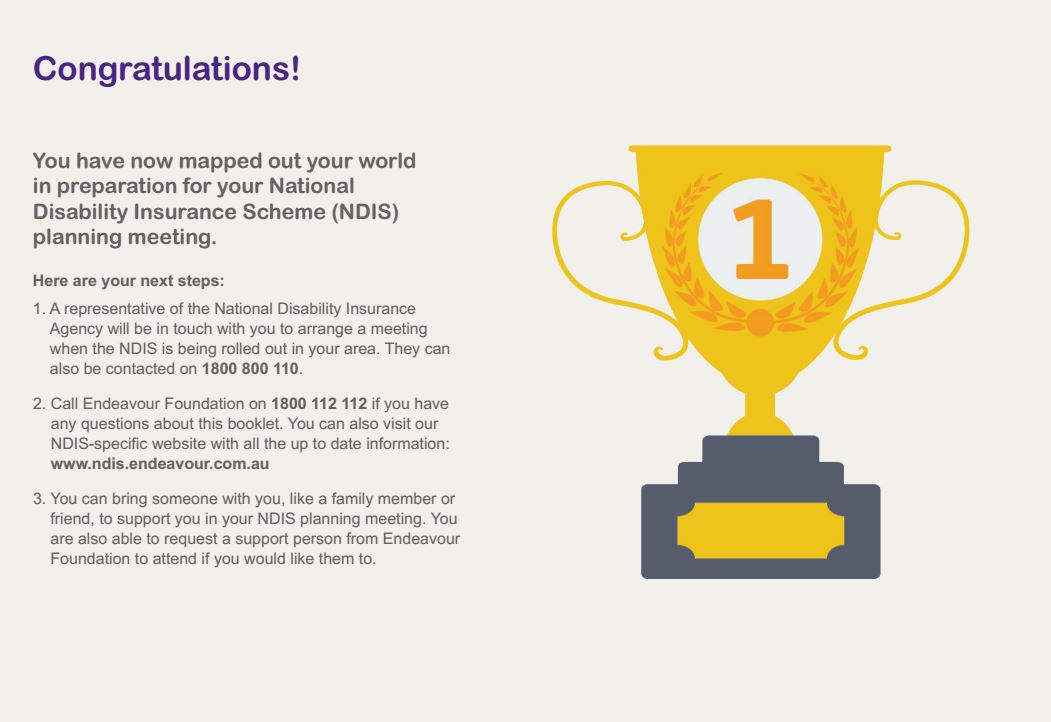 Congratulations!
You have now mapped out your world
in preparation for your National
Disability Insurance Scheme (NDIS)
planning meeting.
Here are your next steps:
1. A representative of the National Disability Insurance
Agency will be in touch with you to arrange a meeting
when the NDIS is being rolled out in your area. They can
also be contacted on 1800 800 110.
2. Call Endeavour Foundation on 1800 112 112 if you have
any questions about this booklet. You can also visit our
NDIS-specific website with all the up to date information:
www.ndis.endeavour.com.au
3. You can bring someone with you, like a family member or
friend, to support you in your NDIS planning meeting. You
are also able to request a support person from Endeavour
Foundation to attend if you would like them to.
1